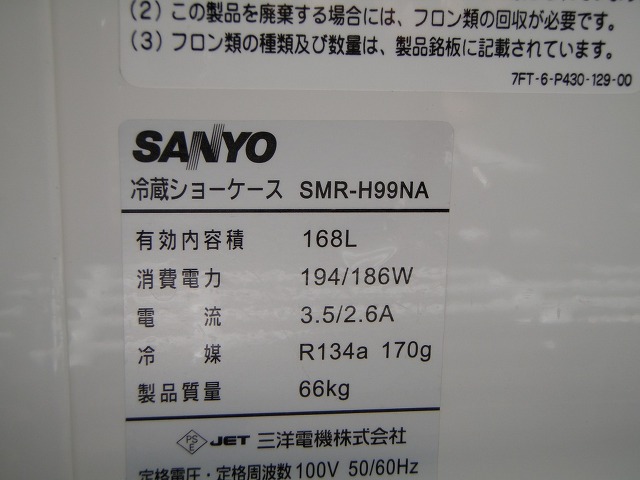 (2) この製品を廃棄する場合には、フロン類の回収が必要です。
(3) フロン類の種類及び数量は、製品銘板に記載されています。
7FT-6-P430-129-00
SANYO
冷蔵ショーケース SMR-H99NA
有効内容積 168L
消費電力 194/186W
電流 3.5/2.6A
冷媒 R134a 170g
製品質量 66kg
PSE JET 三洋電機株式会社
定格電圧・定格周波数 100V 50/60Hz